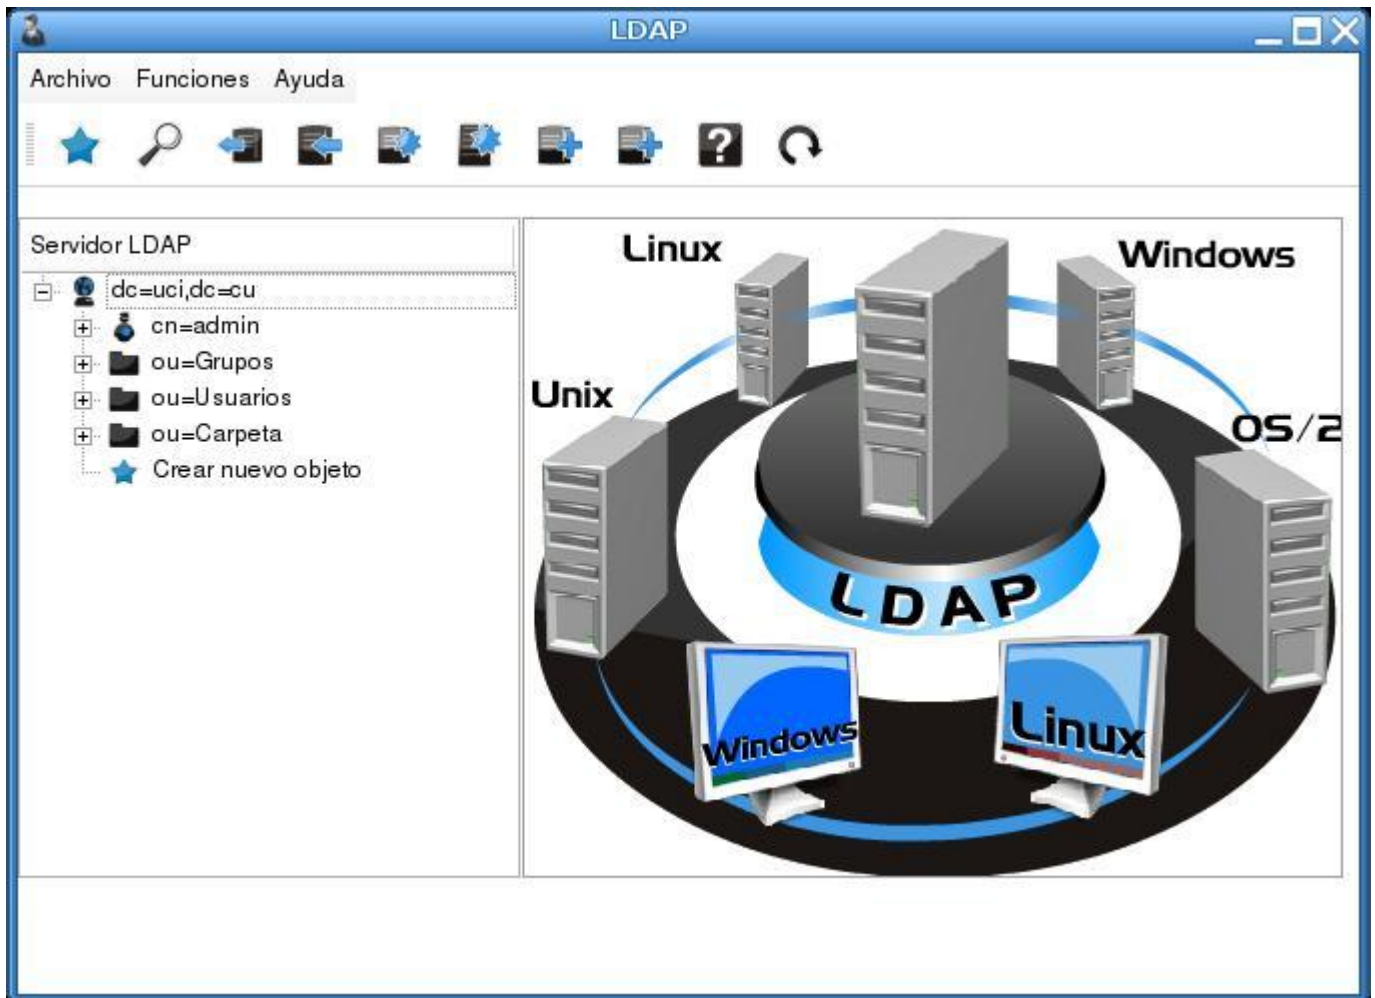 LDAP
Archivo Funciones Ayuda
?
Servidor LDAP
dc=uci,dc=cu
cn=admin
ou=Grupos
ou=Usuarios
ou=Carpeta
Crear nuevo objeto
Linux
Windows
Unix
OS/2
LDAP
Windows
Linux